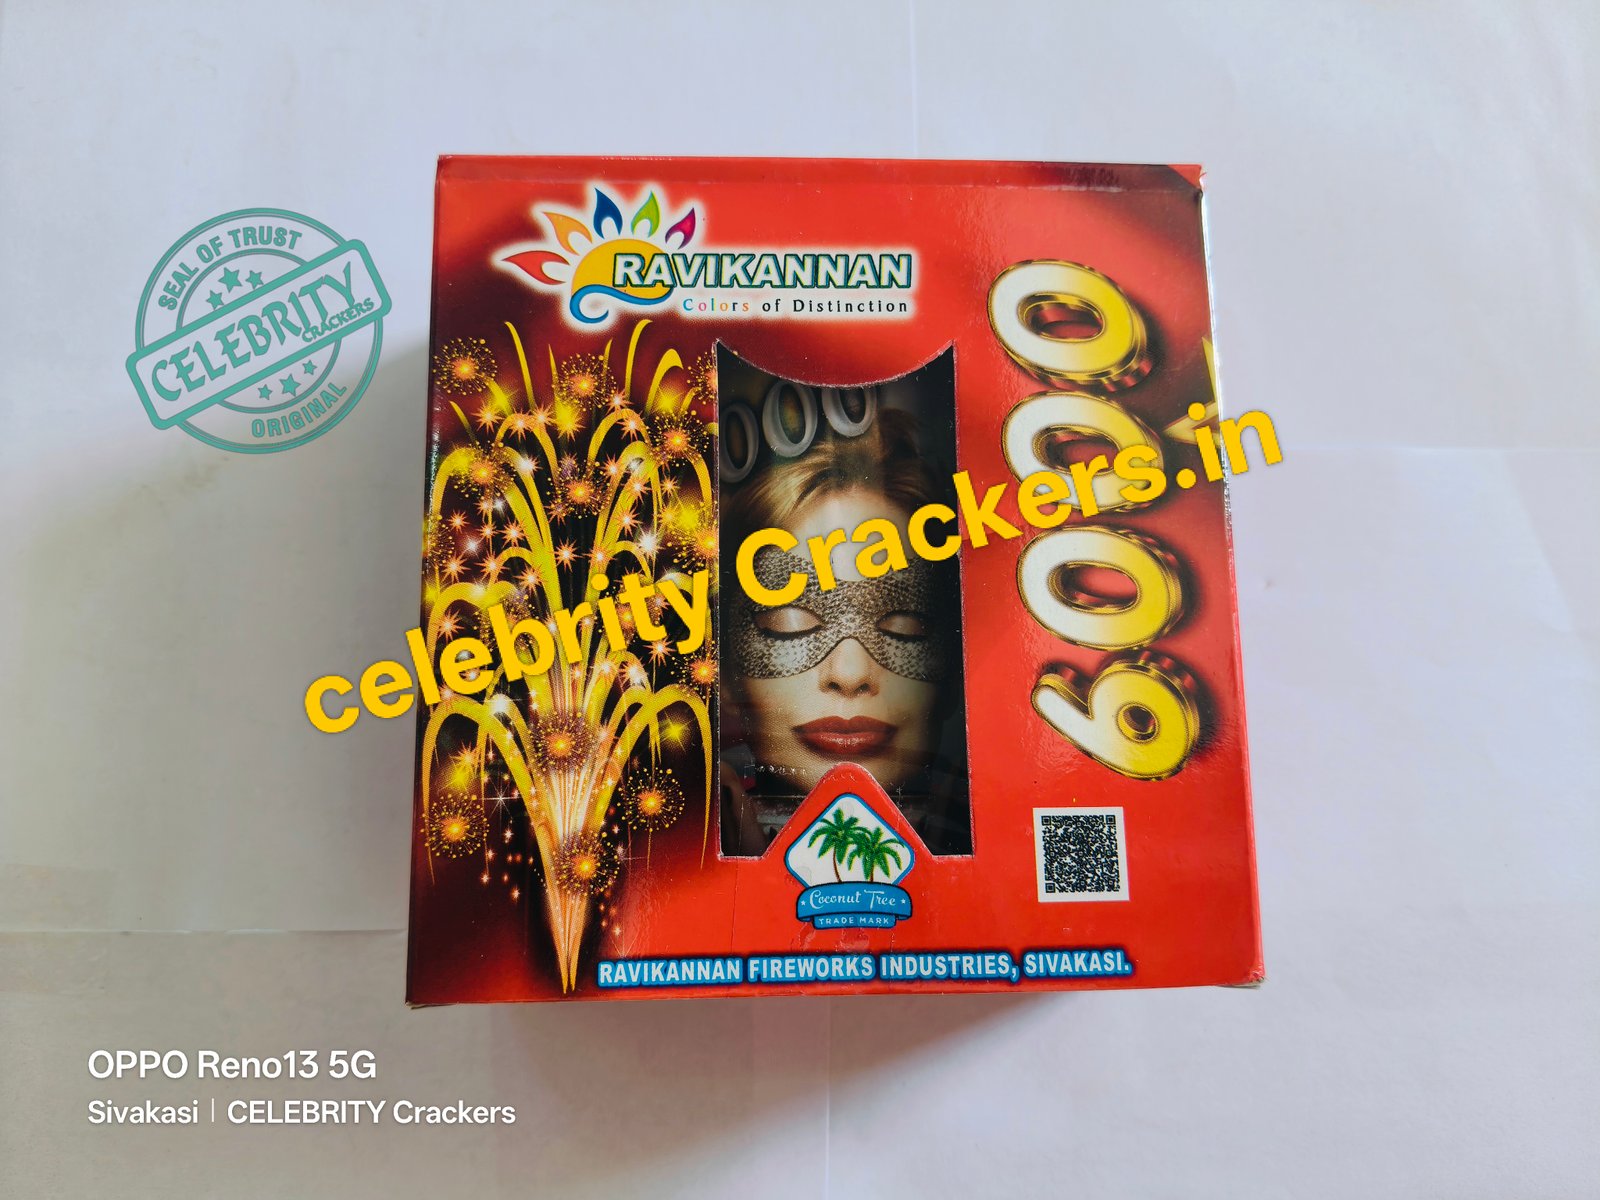 SEAL OF TRUST
CELEBRITY
CRACKERS
ORIGINAL
RAVIKANNAN
Colors of Distinction
6000
000
celebrity Crackers.in
Coconut Tree
TRADE MARK
RAVIKANNAN FIREWORKS INDUSTRIES, SIVAKASI.
OPPO Reno13 5G
Sivakasi | CELEBRITY Crackers